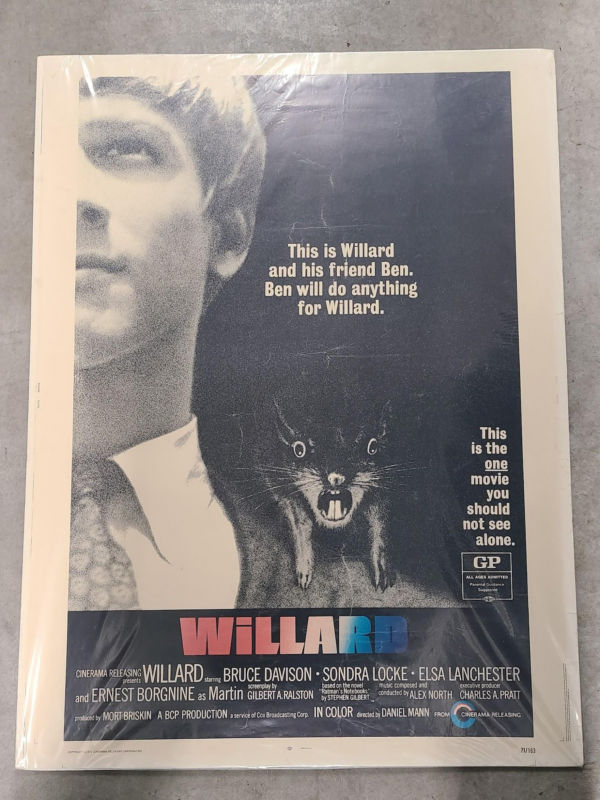 This is Willard
and his friend Ben.
Ben will do anything
for Willard.
This
is the
one
movie
you
should
not see
alone.
GP
ALL AGES ADMITTED
Parental Guidance
Suggested
WiLLARD
CINERAMA RELEASING presents WILLARD starring BRUCE DAVISON • SONDRA LOCKE • ELSA LANCHESTER
and ERNEST BORGNINE as Martin screenplay by GILBERT A. RALSTON based on the novel "Ratman's Notebooks" by STEPHEN GILBERT music composed and conducted by ALEX NORTH executive producer CHARLES A. PRATT
produced by MORT BRISKIN A BCP PRODUCTION a service of Cox Broadcasting Corp. IN COLOR directed by DANIEL MANN FROM CINERAMA RELEASING
71/163